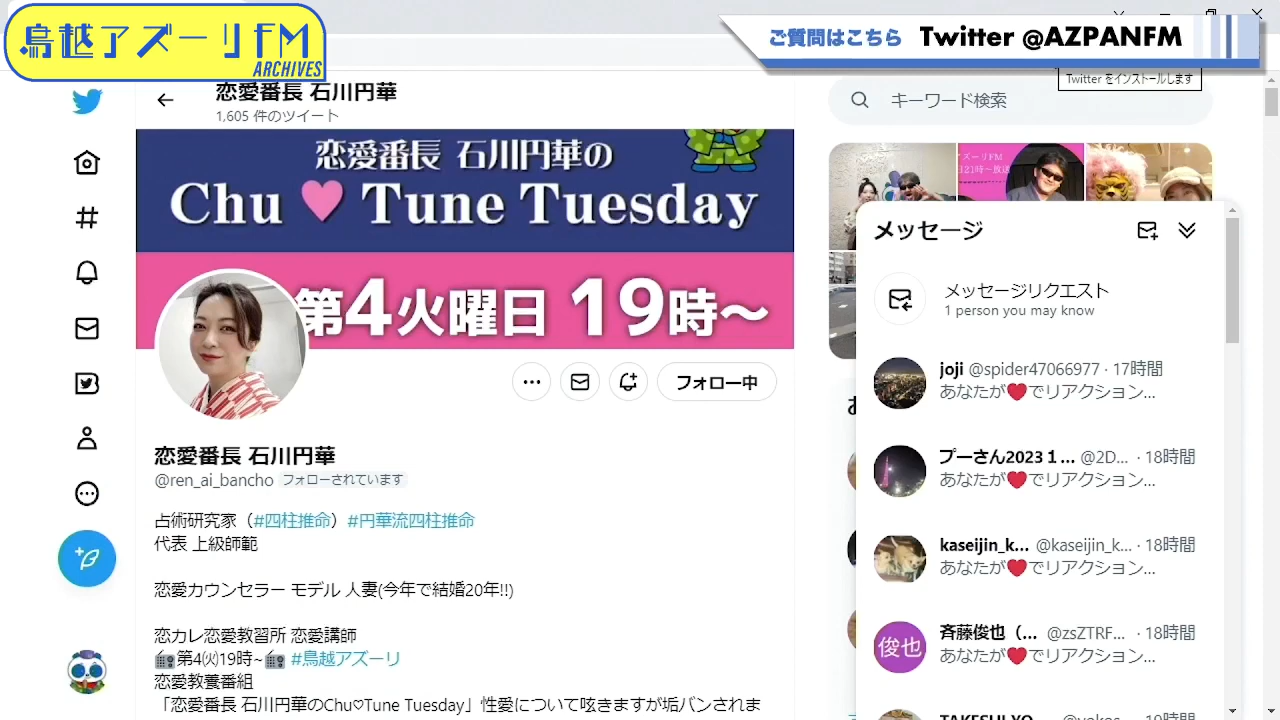 鳥越アズーリFM
ARCHIVES
ご質問はこちら Twitter @AZPANFM
Twitter をインストールします
恋愛番長 石川円華
1,605 件のツイート
キーワード検索
恋愛番長 石川円華の
Chu ♥ Tune Tuesday
第4火曜日 19時～
ズーリFM
日21時～放送
フォロー中
恋愛番長 石川円華
@ren_ai_bancho フォローされています
占術研究家（#四柱推命）#円華流四柱推命
代表 上級師範
恋愛カウンセラー モデル 人妻(今年で結婚20年!!)
恋カレ恋愛教習所 恋愛講師
📻第4㈫19時~📻 #鳥越アズーリ
恋愛教養番組
「恋愛番長 石川円華のChu♡Tune Tuesday」性愛について呟きますが垢バンされま
メッセージ
メッセージリクエスト
1 person you may know
joji @spider47066977 · 17時間
あなたが❤️でリアクション...
プーさん2023１... @2D... · 18時間
あなたが❤️でリアクション...
kaseijin_k... @kaseijin_k... · 18時間
あなたが❤️でリアクション...
俊也
斉藤俊也（... @zsZTRF... · 18時間
あなたが❤️でリアクション...